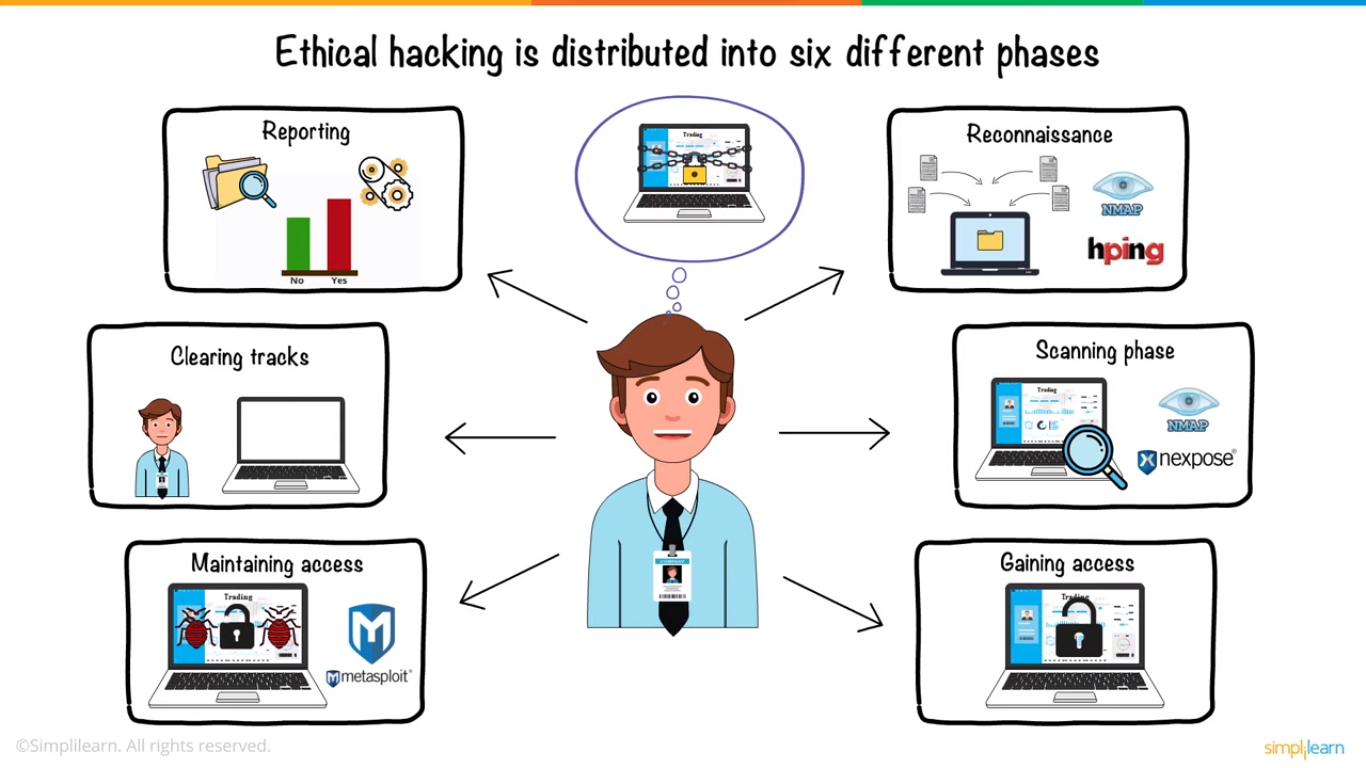 Ethical hacking is distributed into six different phases
Reporting
No Yes
Trading
Reconnaissance
NMAP
hping
Clearing tracks
Scanning phase
Trading
NMAP
nexpose®
Maintaining access
Trading
metasploit®
Gaining access
Trading
©Simplilearn. All rights reserved.
simplilearn